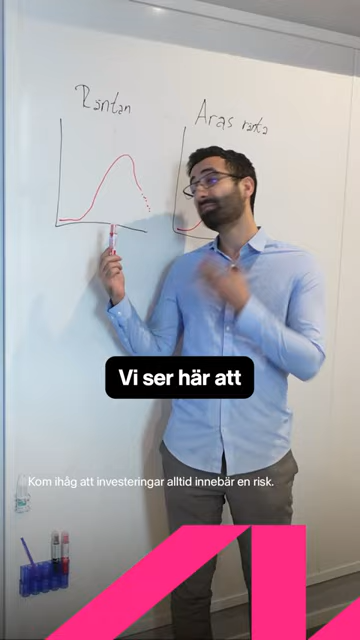 Räntan
Aras ränta
Vi ser här att
Kom ihåg att investeringar alltid innebär en risk.